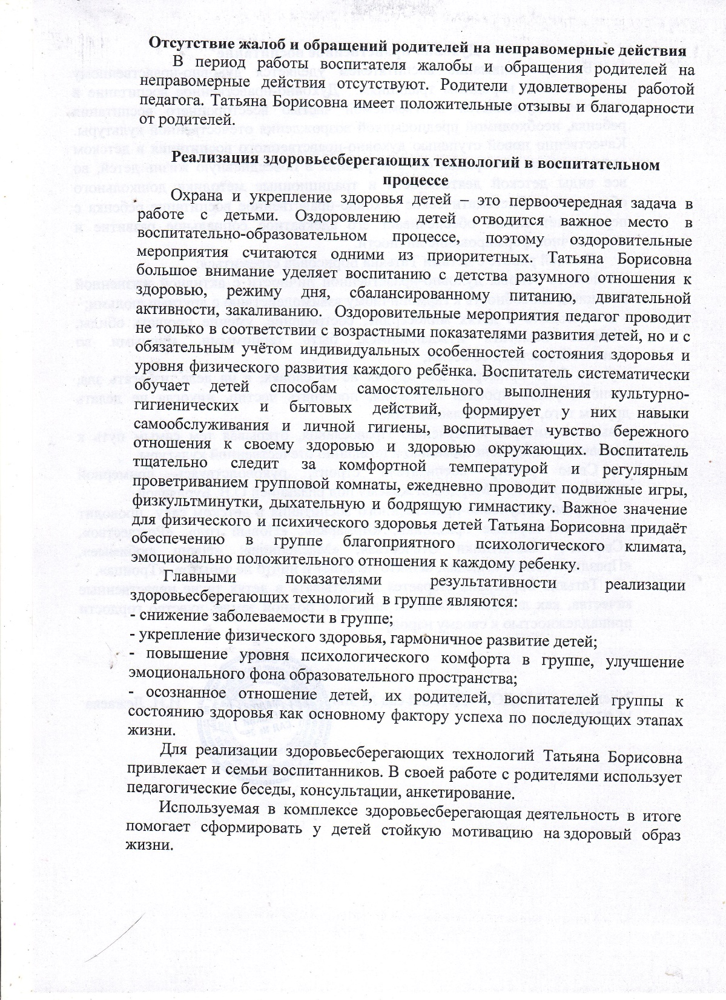 Отсутствие жалоб и обращений родителей на неправомерные действия
В период работы воспитателя жалобы и обращения родителей на
неправомерные действия отсутствуют. Родители удовлетворены работой
педагога. Татьяна Борисовна имеет положительные отзывы и благодарности
от родителей.
Реализация здоровьесберегающих технологий в воспитательном
процессе
Охрана и укрепление здоровья детей – это первоочередная задача в
работе с детьми. Оздоровлению детей отводится важное место в
воспитательно-образовательном процессе, поэтому оздоровительные
мероприятия считаются одними из приоритетных. Татьяна Борисовна
большое внимание уделяет воспитанию с детства разумного отношения к
здоровью, режиму дня, сбалансированному питанию, двигательной
активности, закаливанию. Оздоровительные мероприятия педагог проводит
не только в соответствии с возрастными показателями развития детей, но и с
обязательным учётом индивидуальных особенностей состояния здоровья и
уровня физического развития каждого ребёнка. Воспитатель систематически
обучает детей способам самостоятельного выполнения культурно-
гигиенических и бытовых действий, формирует у них навыки
самообслуживания и личной гигиены, воспитывает чувство бережного
отношения к своему здоровью и здоровью окружающих. Воспитатель
тщательно следит за комфортной температурой и регулярным
проветриванием групповой комнаты, ежедневно проводит подвижные игры,
физкультминутки, дыхательную и бодрящую гимнастику. Важное значение
для физического и психического здоровья детей Татьяна Борисовна придаёт
обеспечению в группе благоприятного психологического климата,
эмоционально положительного отношения к каждому ребенку.
Главными показателями результативности реализации
здоровьесберегающих технологий в группе являются:
- снижение заболеваемости в группе;
- укрепление физического здоровья, гармоничное развитие детей;
- повышение уровня психологического комфорта в группе, улучшение
эмоционального фона образовательного пространства;
- осознанное отношение детей, их родителей, воспитателей группы к
состоянию здоровья как основному фактору успеха по последующих этапах
жизни.
Для реализации здоровьесберегающих технологий Татьяна Борисовна
привлекает и семьи воспитанников. В своей работе с родителями использует
педагогические беседы, консультации, анкетирование.
Используемая в комплексе здоровьесберегающая деятельность в итоге
помогает сформировать у детей стойкую мотивацию на здоровый образ
жизни.